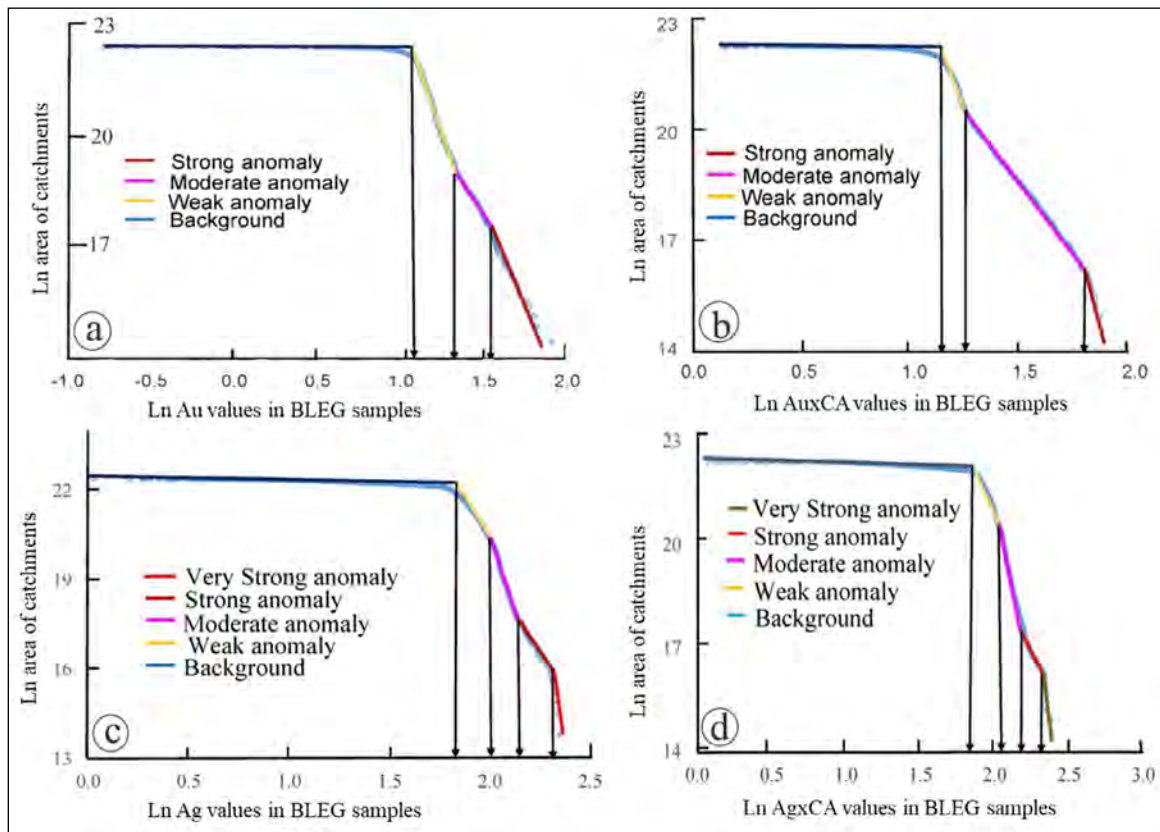 23
20
17
Ln area of catchments
Strong anomaly
Moderate anomaly
Weak anomaly
Background
a
-1.0
-0.5
0.0
0.5
1.0
1.5
2.0
Ln Au values in BLEG samples
23
20
17
14
Ln area of catchments
Strong anomaly
Moderate anomaly
Weak anomaly
Background
b
0.0
0.5
1.0
1.5
2.0
Ln AuxCA values in BLEG samples
22
19
16
13
Ln area of catchments
Very Strong anomaly
Strong anomaly
Moderate anomaly
Weak anomaly
Background
c
0.0
0.5
1.0
1.5
2.0
2.5
Ln Ag values in BLEG samples
23
20
17
14
Ln area of catchments
Very Strong anomaly
Strong anomaly
Moderate anomaly
Weak anomaly
Background
d
0.0
0.5
1.0
1.5
2.0
2.5
3.0
Ln AgxCA values in BLEG samples